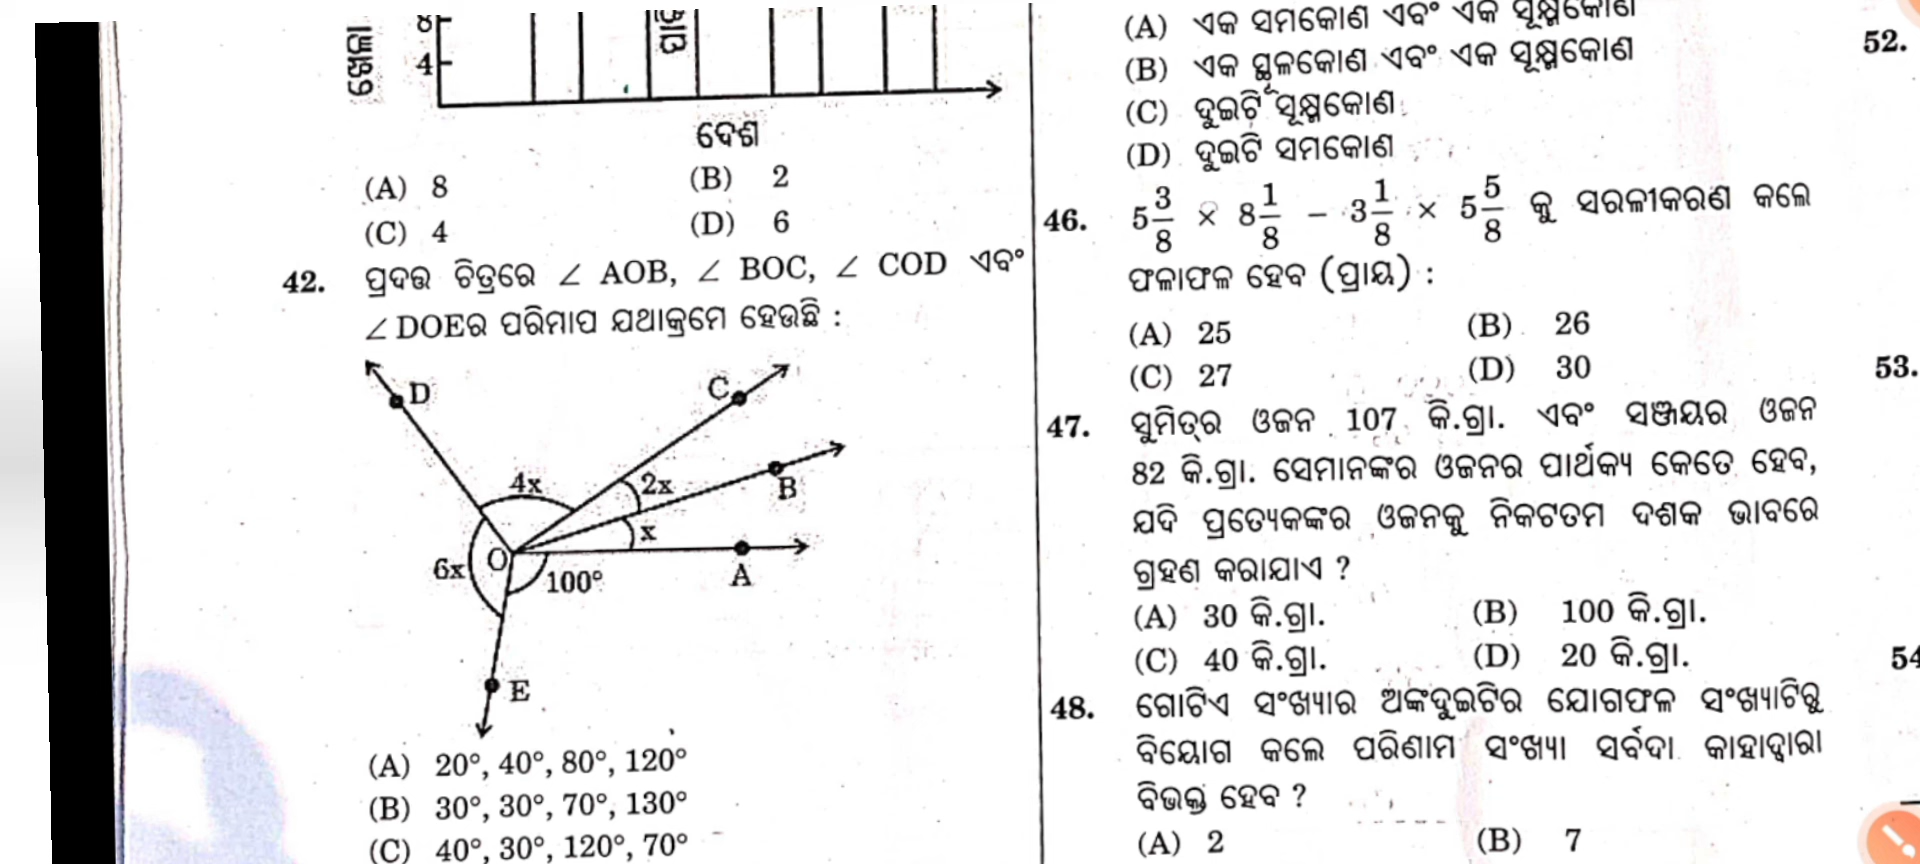 ଖେଳା
8
4
ଦେଶ
(A) 8
(B) 2
(C) 4
(D) 6
42. ପ୍ରଦତ୍ତ ଚିତ୍ରରେ ∠ AOB, ∠ BOC, ∠ COD ଏବଂ
∠DOEର ପରିମାପ ଯଥାକ୍ରମେ ହେଉଛି :
D
C
B
4x
2x
x
O
6x
100°
A
E
(A) 20°, 40°, 80°, 120°
(B) 30°, 30°, 70°, 130°
(C) 40°, 30°, 120°, 70°
(A) ଏକ ସମକୋଣ ଏବଂ ଏକ ସୂକ୍ଷ୍ମକୋଣ
(B) ଏକ ସ୍ଥୂଳକୋଣ ଏବଂ ଏକ ସୂକ୍ଷ୍ମକୋଣ
(C) ଦୁଇଟି ସୂକ୍ଷ୍ମକୋଣ
(D) ଦୁଇଟି ସମକୋଣ
46. 5 3/8 × 8 1/8 − 3 1/8 × 5 5/8 କୁ ସରଳୀକରଣ କଲେ
ଫଳାଫଳ ହେବ (ପ୍ରାୟ) :
(A) 25
(B) 26
(C) 27
(D) 30
47. ସୁମିତ୍‌ର ଓଜନ 107 କି.ଗ୍ରା. ଏବଂ ସଞ୍ଜୟର ଓଜନ
82 କି.ଗ୍ରା. ସେମାନଙ୍କର ଓଜନର ପାର୍ଥକ୍ୟ କେତେ ହେବ,
ଯଦି ପ୍ରତ୍ୟେକଙ୍କର ଓଜନକୁ ନିକଟତମ ଦଶକ ଭାବରେ
ଗ୍ରହଣ କରାଯାଏ ?
(A) 30 କି.ଗ୍ରା.
(B) 100 କି.ଗ୍ରା.
(C) 40 କି.ଗ୍ରା.
(D) 20 କି.ଗ୍ରା.
48. ଗୋଟିଏ ସଂଖ୍ୟାର ଅଙ୍କଦୁଇଟିର ଯୋଗଫଳ ସଂଖ୍ୟାଟିରୁ
ବିୟୋଗ କଲେ ପରିଣାମ ସଂଖ୍ୟା ସର୍ବଦା କାହାଦ୍ୱାରା
ବିଭକ୍ତ ହେବ ?
(A) 2
(B) 7
52.
53.
54